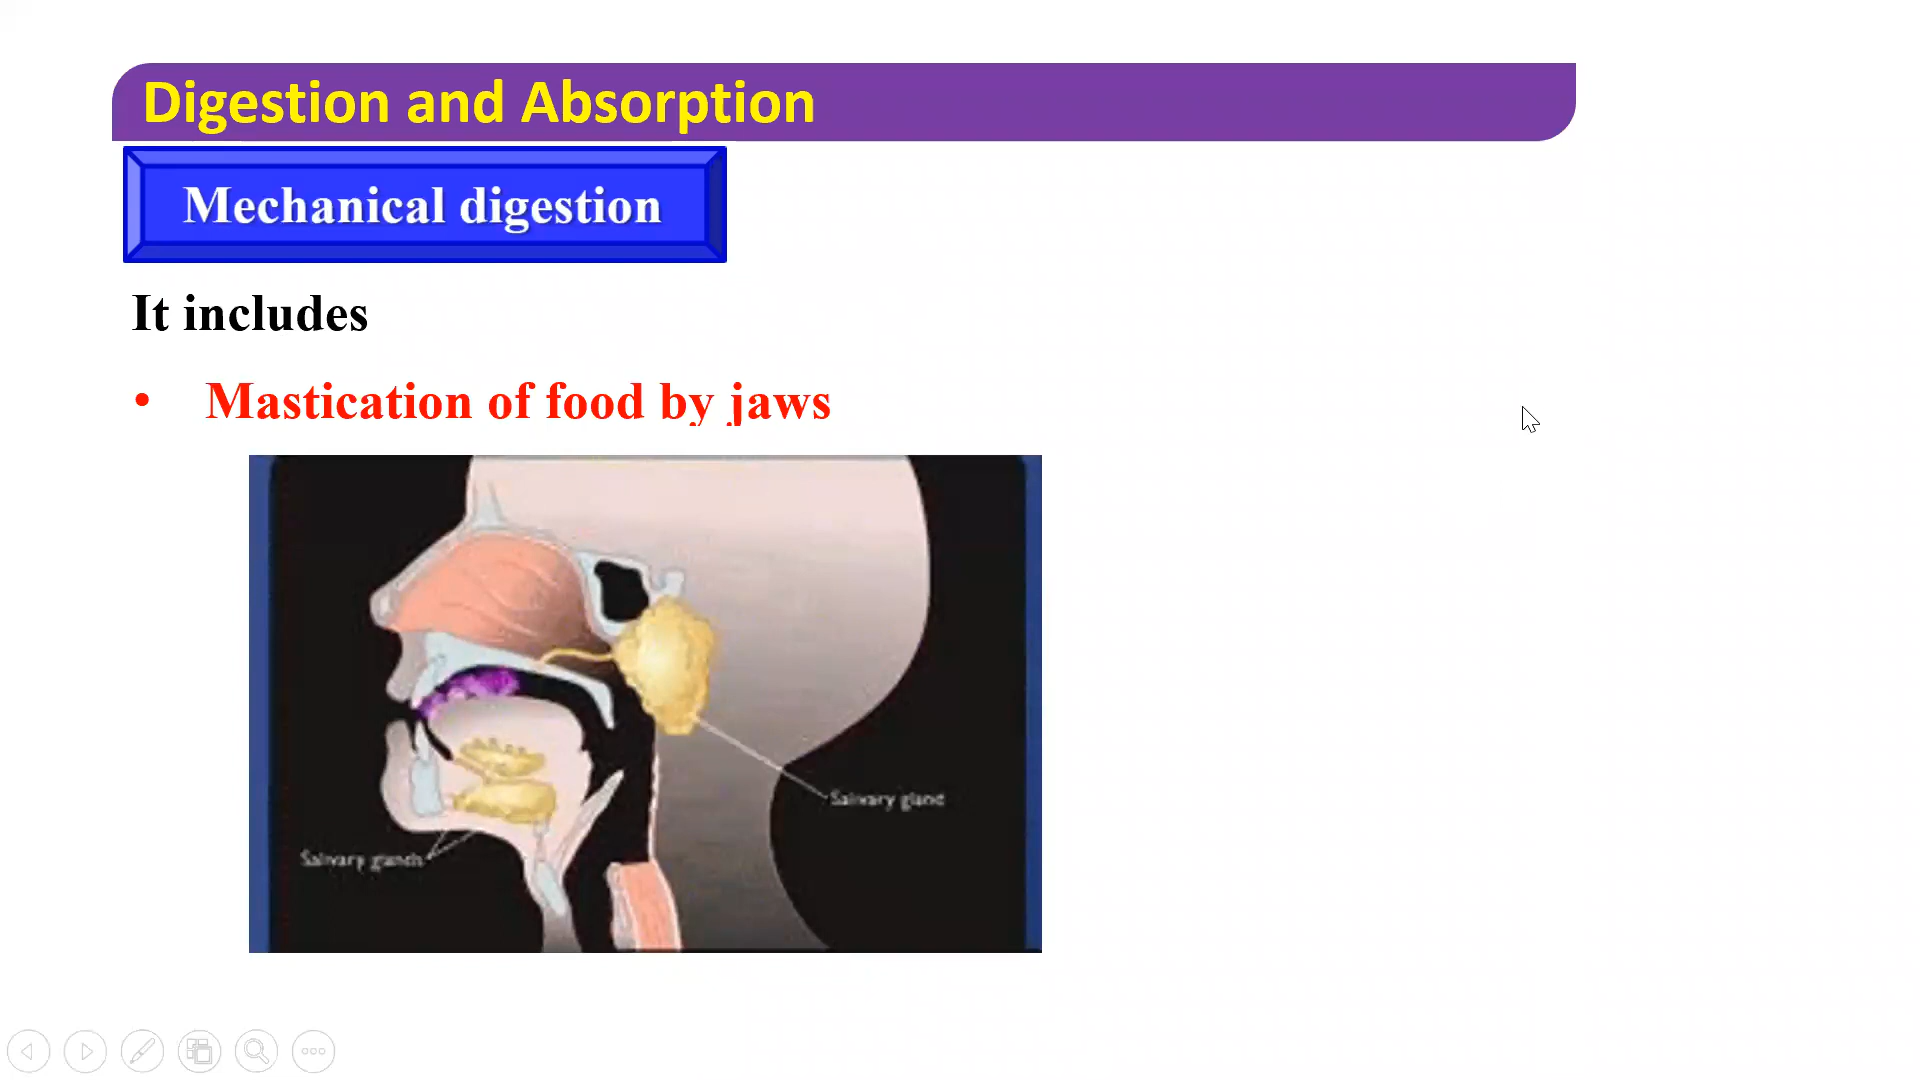 Digestion and Absorption
Mechanical digestion
It includes
• Mastication of food by jaws
Salivary gland
Salivary glands